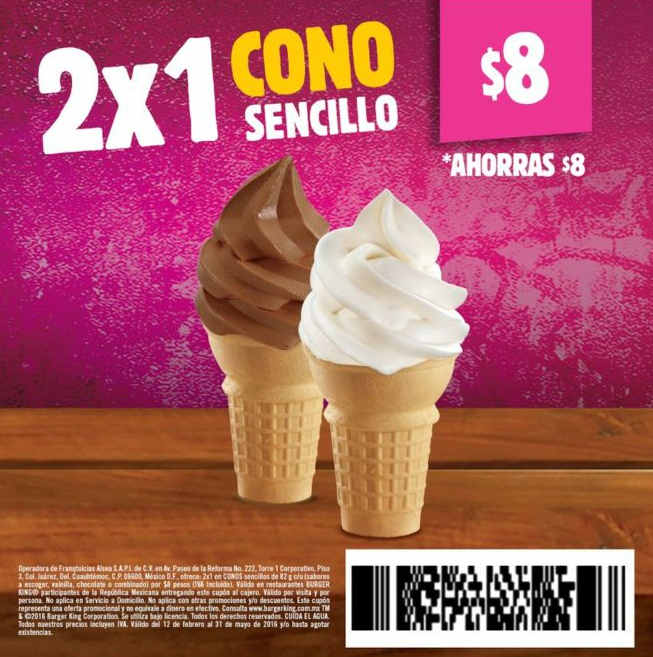 2x1 CONO
SENCILLO
$8
*AHORRAS $8
Operadora de Franquicias Alsea S.A.P.I. de C.V. en Av. Paseo de la Reforma No. 222, Torre 1 Corporativo, Piso
3, Col. Juárez, Del. Cuauhtémoc, C.P. 06600, México D.F., ofrece: 2x1 en CONOS sencillos de 82 g c/u (sabores
a escoger, vainilla, chocolate o combinado) por $8 pesos (IVA incluido). Válido en restaurantes BURGER
KING® participantes de la República Mexicana entregando este cupón al cajero. Válido por visita y por
persona. No aplica en Servicio a Domicilio. No aplica con otras promociones y/o descuentos. Este cupón
representa una oferta promocional y no equivale a dinero en efectivo. Consulta www.burgerking.com.mx TM
& ©2016 Burger King Corporation. Se utiliza bajo licencia. Todos los derechos reservados. CUIDA EL AGUA.
Todos nuestros precios incluyen IVA. Válido del 12 de febrero al 31 de mayo de 2016 y/o hasta agotar
existencias.